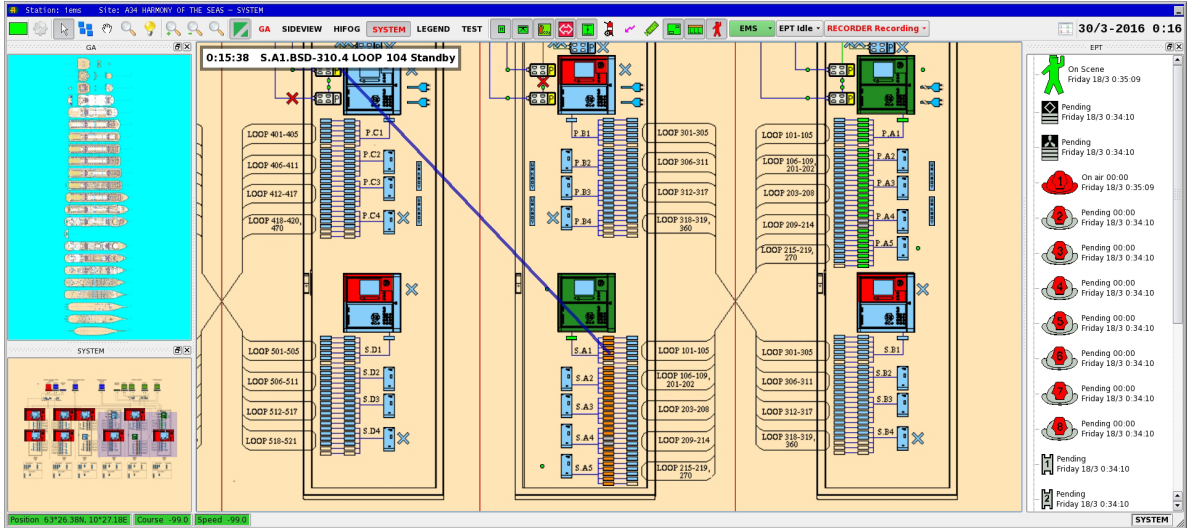 Station: iems Site: A34 HARMONY OF THE SEAS - SYSTEM
GA SIDEVIEW HIFOG SYSTEM LEGEND TEST EMS EPT Idle RECORDER Recording 30/3-2016 0:16
GA
SYSTEM
0:15:38 S.A1.BSD-310.4 LOOP 104 Standby
LOOP 401-405
P.C1
LOOP 406-411
P.C2
LOOP 412-417
P.C3
LOOP 418-420,
470
P.C4
P.B1
LOOP 301-305
P.B2
LOOP 306-311
P.B3
LOOP 312-317
P.B4
LOOP 318-319,
360
LOOP 101-105
P.A1
LOOP 106-109,
201-202
P.A2
LOOP 203-208
P.A3
LOOP 209-214
P.A4
LOOP 215-219,
270
P.A5
LOOP 501-505
S.D1
LOOP 506-511
S.D2
LOOP 512-517
S.D3
LOOP 518-521
S.D4
S.A1
LOOP 101-105
S.A2
LOOP 106-109,
201-202
S.A3
LOOP 203-208
S.A4
LOOP 209-214
S.A5
LOOP 215-219,
270
LOOP 301-305
S.B1
LOOP 306-311
S.B2
LOOP 312-317
S.B3
LOOP 318-319,
360
S.B4
EPT
On Scene
Friday 18/3 0:35:09
Pending
Friday 18/3 0:34:10
Pending
Friday 18/3 0:34:10
1
On air 00:00
Friday 18/3 0:35:09
2
Pending 00:00
Friday 18/3 0:34:10
3
Pending 00:00
Friday 18/3 0:34:10
4
Pending 00:00
Friday 18/3 0:34:10
5
Pending 00:00
Friday 18/3 0:34:10
6
Pending 00:00
Friday 18/3 0:34:10
7
Pending 00:00
Friday 18/3 0:34:10
8
Pending 00:00
Friday 18/3 0:34:10
1
Pending
Friday 18/3 0:34:10
2
Pending
Friday 18/3 0:34:10
Position 63°26.38N, 10°27.18E Course -99.0 Speed -99.0
SYSTEM